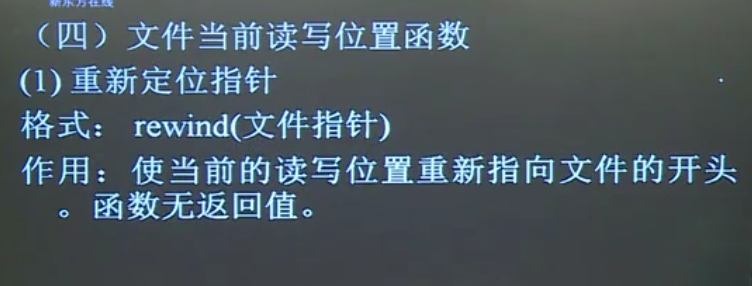 新东方在线
（四）文件当前读写位置函数
(1) 重新定位指针
格式： rewind(文件指针)
作用：使当前的读写位置重新指向文件的开头
。函数无返回值。